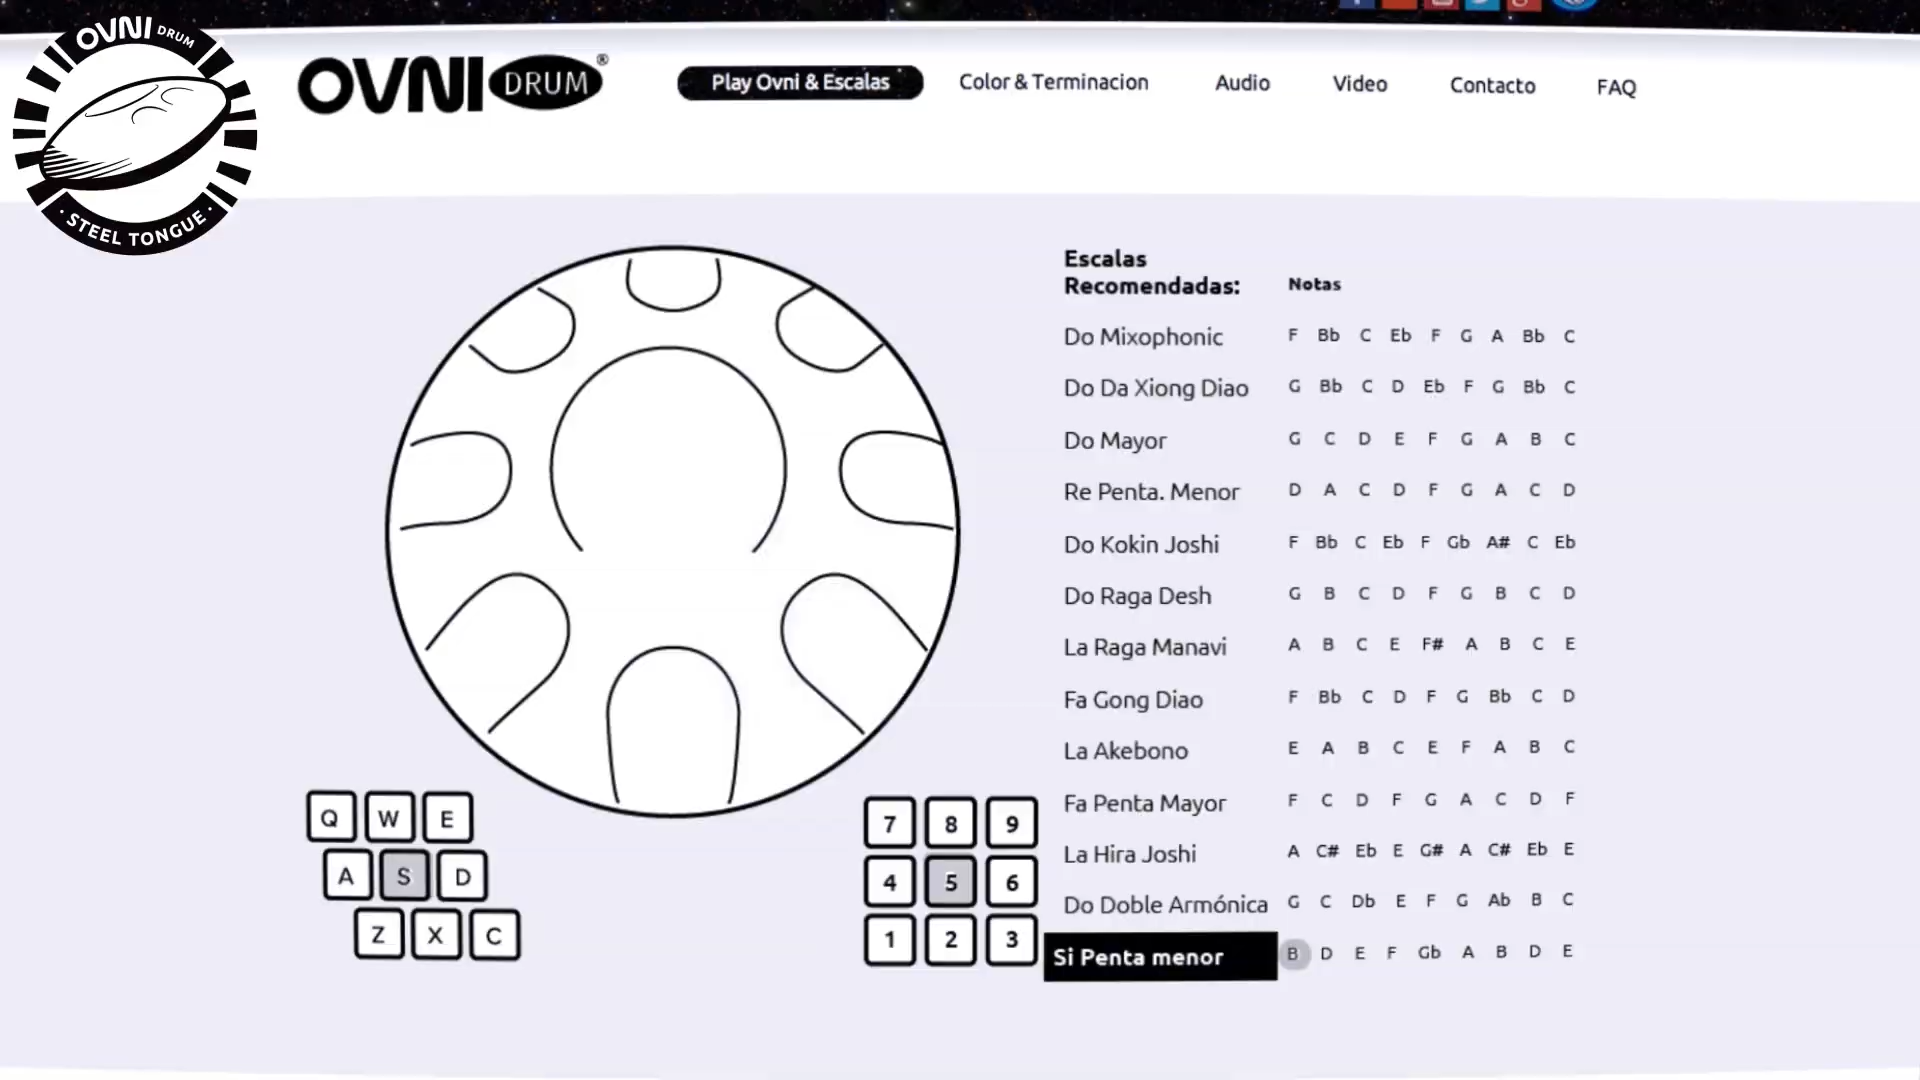 OVNI DRUM
STEEL TONGUE
OVNI DRUM®
Play Ovni & Escalas
Color & Terminacion
Audio
Video
Contacto
FAQ
Escalas
Recomendadas:
Notas
Do Mixophonic F Bb C Eb F G A Bb C
Do Da Xiong Diao G Bb C D Eb F G Bb C
Do Mayor G C D E F G A B C
Re Penta. Menor D A C D F G A C D
Do Kokin Joshi F Bb C Eb F Gb A# C Eb
Do Raga Desh G B C D F G B C D
La Raga Manavi A B C E F# A B C E
Fa Gong Diao F Bb C D F G Bb C D
La Akebono E A B C E F A B C
Fa Penta Mayor F C D F G A C D F
La Hira Joshi A C# Eb E G# A C# Eb E
Do Doble Armónica G C Db E F G Ab B C
Si Penta menor B D E F Gb A B D E
Q W E
A S D
Z X C
7 8 9
4 5 6
1 2 3